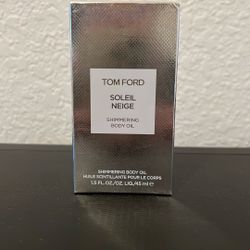 TOM FORD
SOLEIL
NEIGE
SHIMMERING
BODY OIL
SHIMMERING BODY OIL
HUILE SCINTILLANTE POUR LE CORPS
1.5 FL.OZ./OZ. LIQ/45 ml ℮